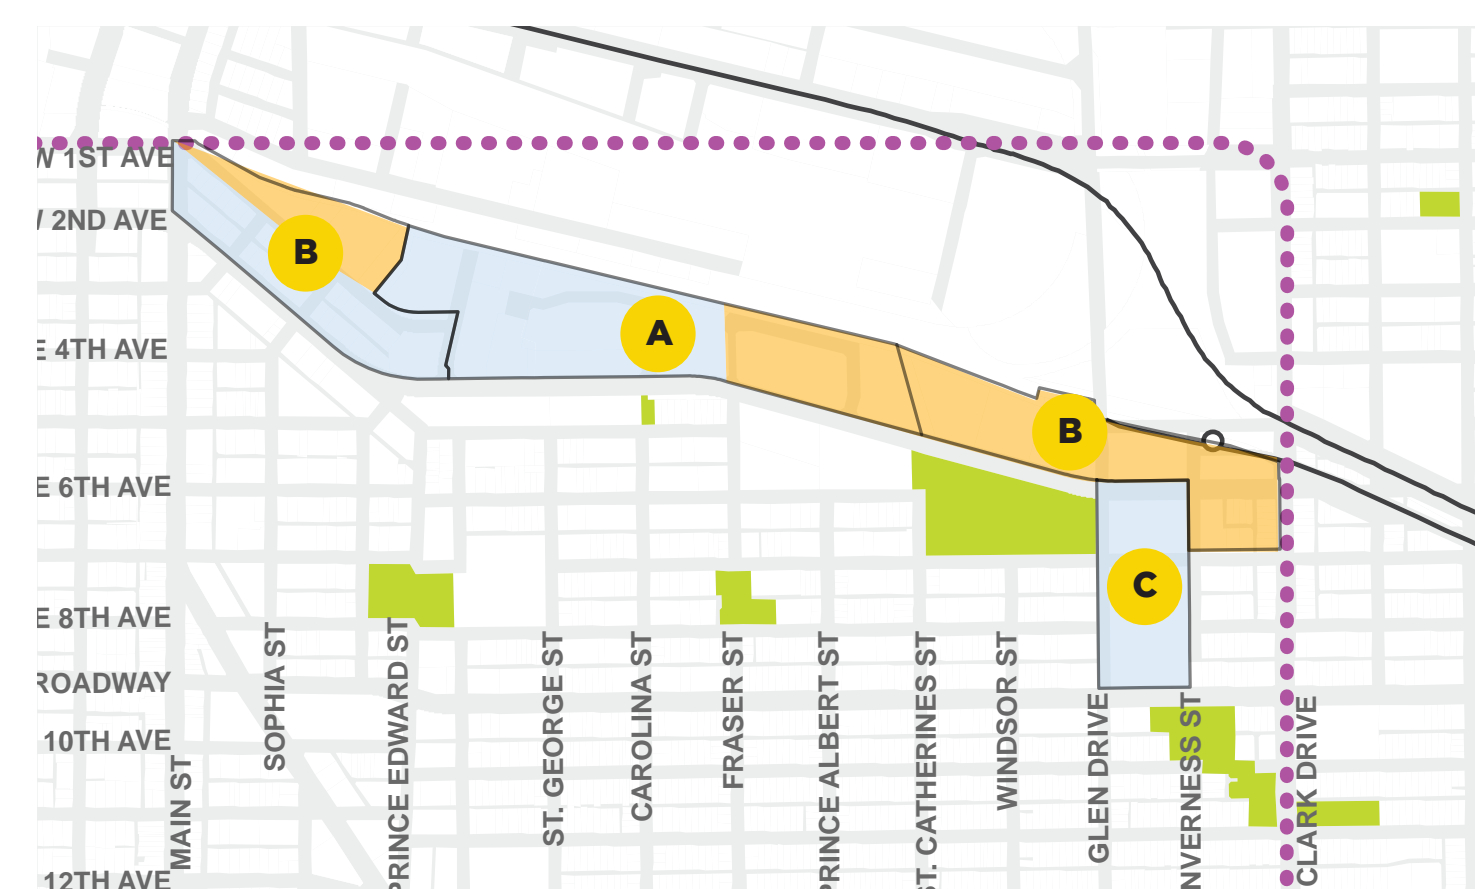 W 1ST AVE
W 2ND AVE
B
A
E 4TH AVE
B
E 6TH AVE
C
E 8TH AVE
ROADWAY
10TH AVE
12TH AVE
MAIN ST
SOPHIA ST
PRINCE EDWARD ST
ST. GEORGE ST
CAROLINA ST
FRASER ST
PRINCE ALBERT ST
ST. CATHERINES ST
WINDSOR ST
GLEN DRIVE
NVERNESS ST
CLARK DRIVE